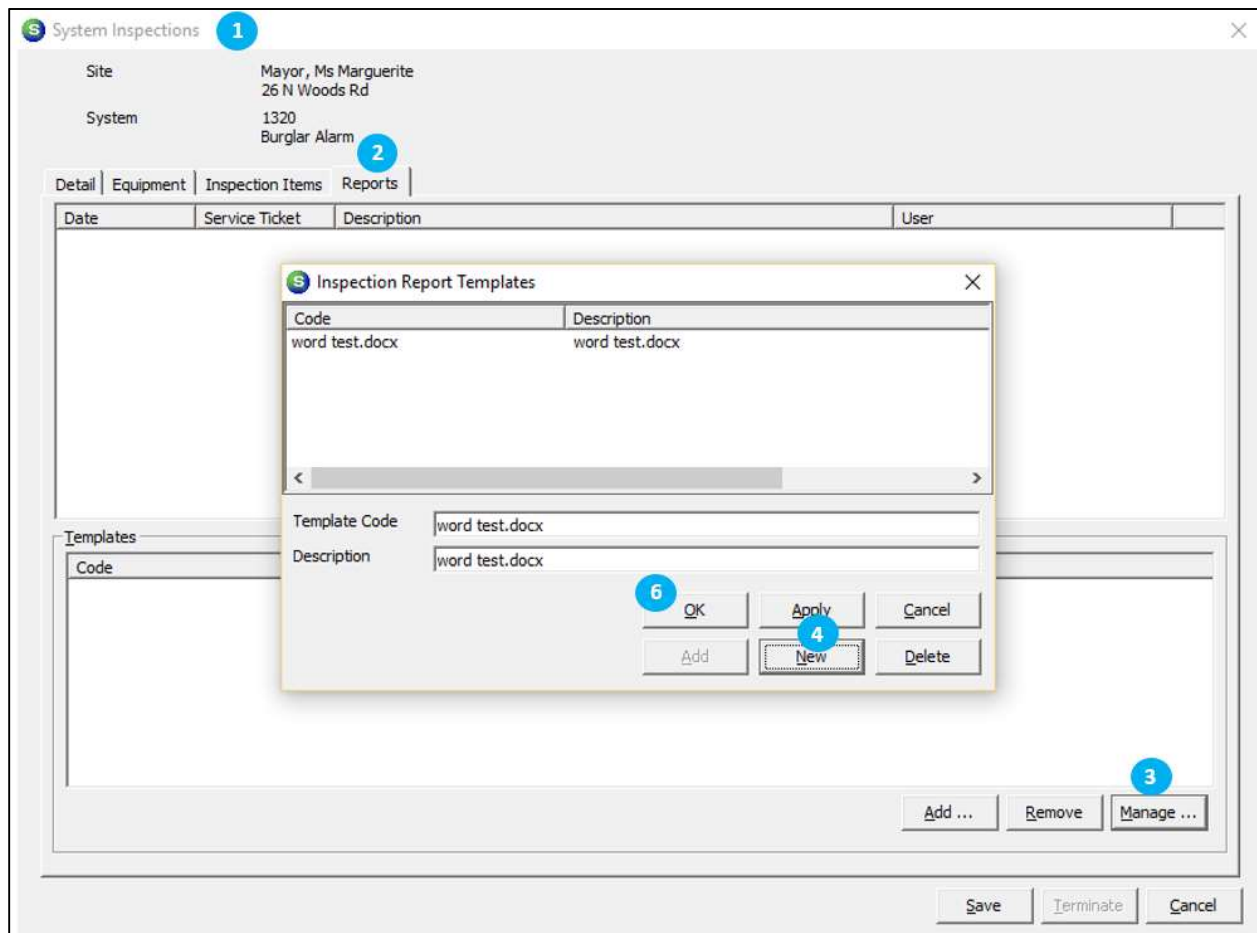 S System Inspections 1
Site Mayor, Ms Marguerite
26 N Woods Rd
System 1320
Burglar Alarm
2
Detail Equipment Inspection Items Reports
Date Service Ticket Description User
S Inspection Report Templates
Code Description
word test.docx word test.docx
Template Code word test.docx
Description word test.docx
6 OK Apply Cancel
4
Add New Delete
Templates
Code
3
Add ... Remove Manage ...
Save Terminate Cancel